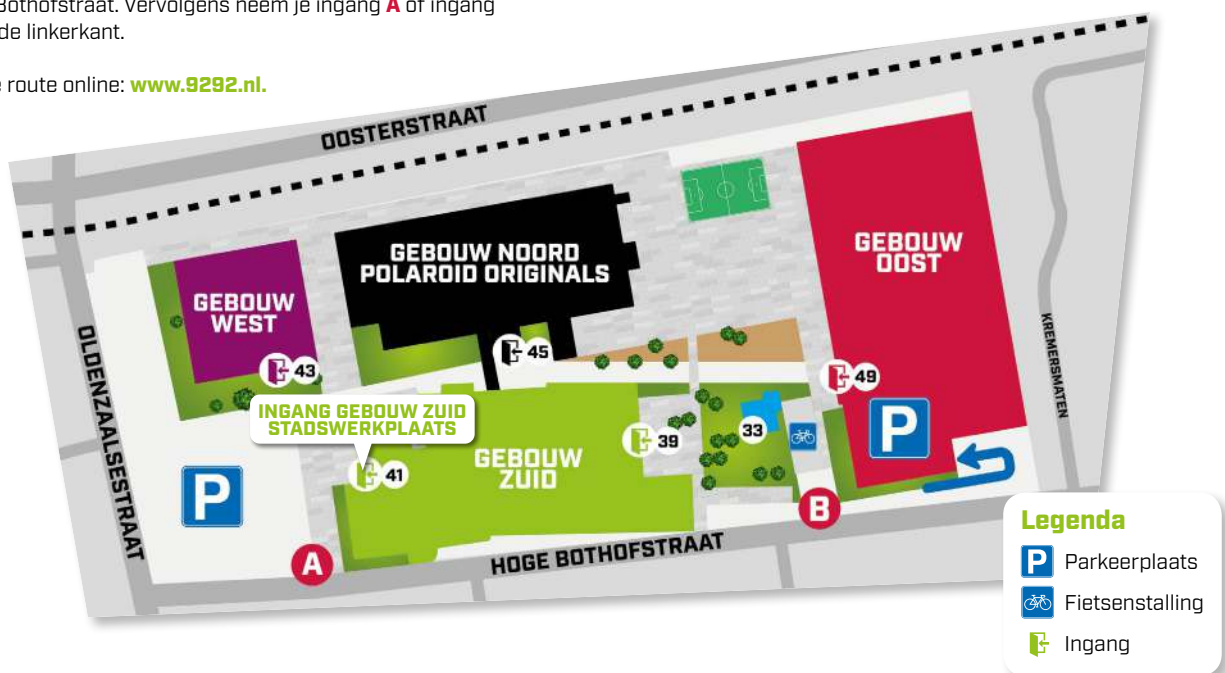 Bothofstraat. Vervolgens neem je ingang A of ingang
de linkerkant.
route online: www.9292.nl.
OOSTERSTRAAT
GEBOUW NOORD
POLAROID ORIGINALS
GEBOUW
OOST
GEBOUW
WEST
OLDENZAALSESTRAAT
KREMERSMATEN
45
43
49
INGANG GEBOUW ZUID
STADSWERKPLAATS
P
33
39
GEBOUW
ZUID
41
P
B
A
HOGE BOTHOFSTRAAT
Legenda
P Parkeerplaats
Fietsenstalling
Ingang